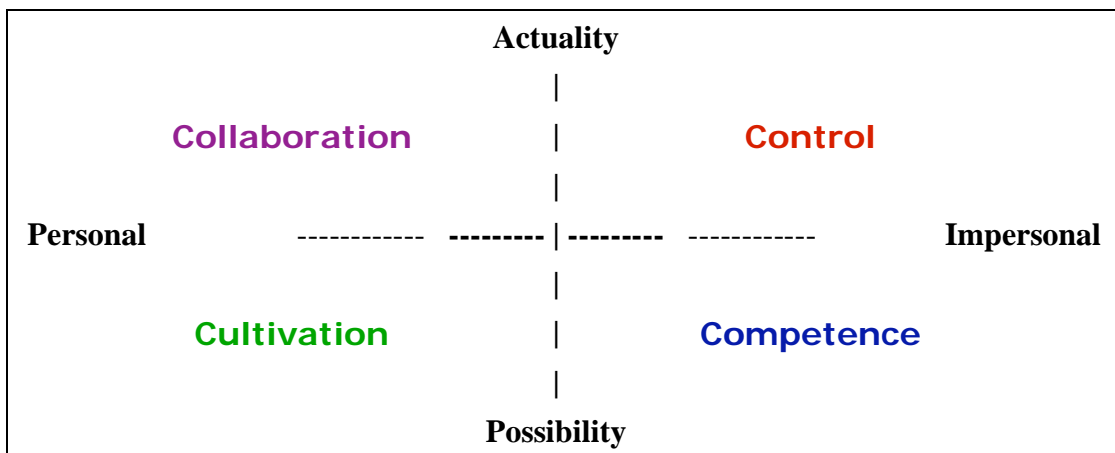 Actuality
|
Collaboration | Control
|
Personal ------------ --------- | --------- ------------ Impersonal
|
Cultivation | Competence
|
Possibility